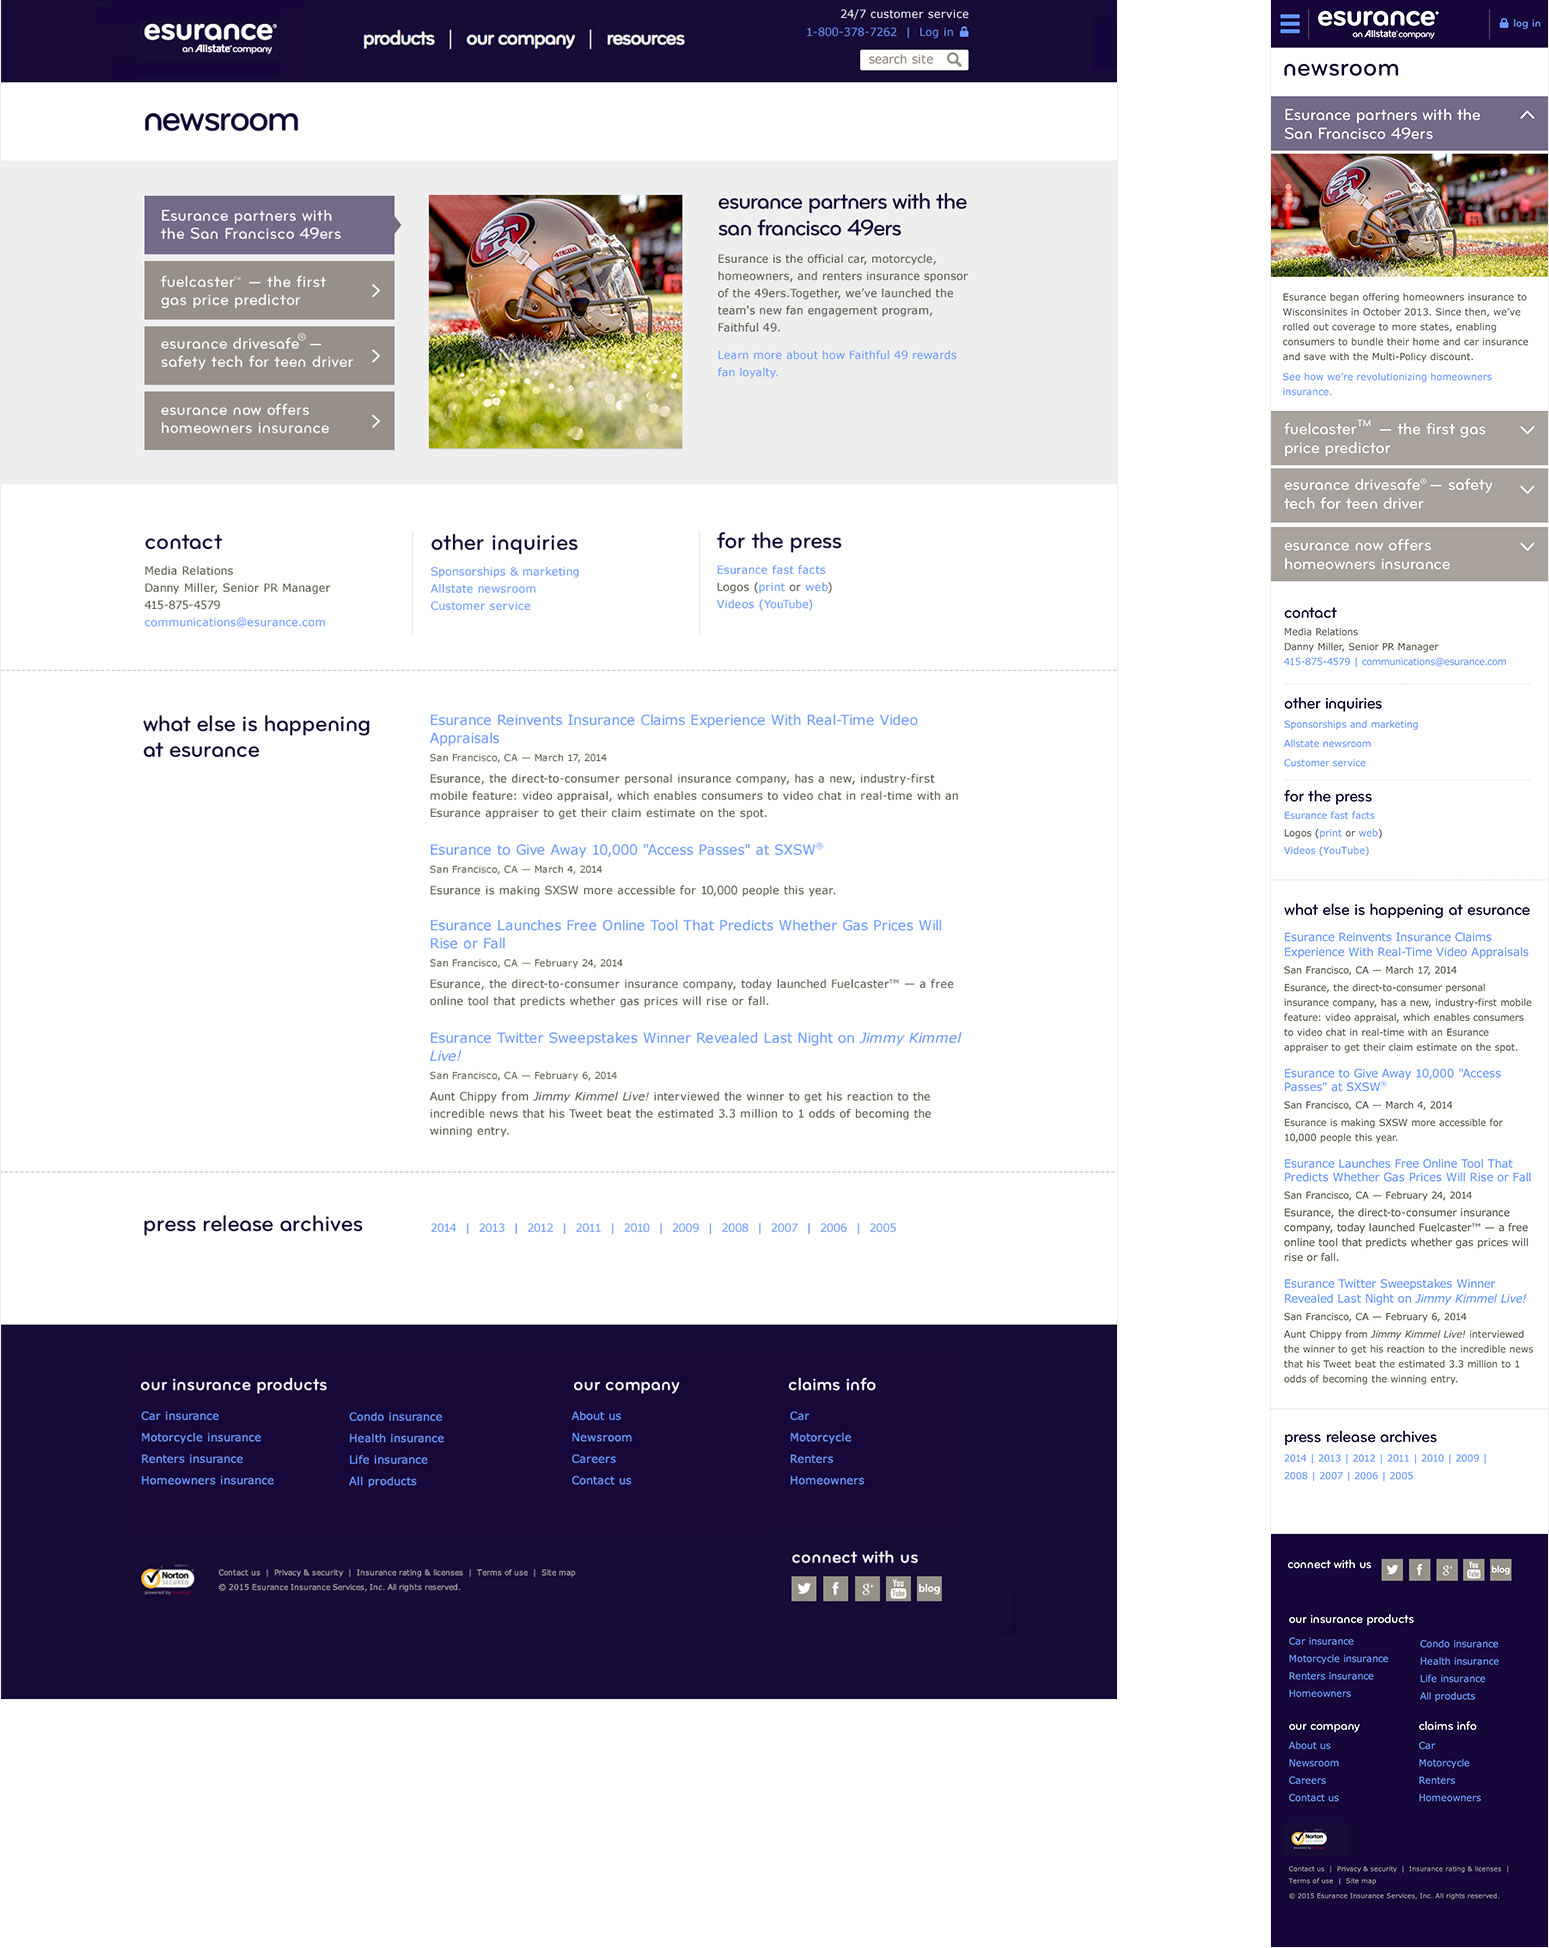 esurance®
an Allstate® company
products | our company | resources
24/7 customer service
1-800-378-7262 | Log in
search site
newsroom
Esurance partners with
the San Francisco 49ers
fuelcaster™ — the first
gas price predictor
esurance drivesafe® —
safety tech for teen driver
esurance now offers
homeowners insurance
esurance partners with the
san francisco 49ers
Esurance is the official car, motorcycle,
homeowners, and renters insurance sponsor
of the 49ers.Together, we’ve launched the
team's new fan engagement program,
Faithful 49.
Learn more about how Faithful 49 rewards
fan loyalty.
contact
Media Relations
Danny Miller, Senior PR Manager
415-875-4579
communications@esurance.com
other inquiries
Sponsorships & marketing
Allstate newsroom
Customer service
for the press
Esurance fast facts
Logos (print or web)
Videos (YouTube)
what else is happening
at esurance
Esurance Reinvents Insurance Claims Experience With Real-Time Video
Appraisals
San Francisco, CA — March 17, 2014
Esurance, the direct-to-consumer personal insurance company, has a new, industry-first
mobile feature: video appraisal, which enables consumers to video chat in real-time with an
Esurance appraiser to get their claim estimate on the spot.
Esurance to Give Away 10,000 "Access Passes" at SXSW®
San Francisco, CA — March 4, 2014
Esurance is making SXSW more accessible for 10,000 people this year.
Esurance Launches Free Online Tool That Predicts Whether Gas Prices Will
Rise or Fall
San Francisco, CA — February 24, 2014
Esurance, the direct-to-consumer insurance company, today launched Fuelcaster™ — a free
online tool that predicts whether gas prices will rise or fall.
Esurance Twitter Sweepstakes Winner Revealed Last Night on Jimmy Kimmel
Live!
San Francisco, CA — February 6, 2014
Aunt Chippy from Jimmy Kimmel Live! interviewed the winner to get his reaction to the
incredible news that his Tweet beat the estimated 3.3 million to 1 odds of becoming the
winning entry.
press release archives
2014 | 2013 | 2012 | 2011 | 2010 | 2009 | 2008 | 2007 | 2006 | 2005
our insurance products
Car insurance
Motorcycle insurance
Renters insurance
Homeowners insurance
Condo insurance
Health insurance
Life insurance
All products
our company
About us
Newsroom
Careers
Contact us
claims info
Car
Motorcycle
Renters
Homeowners
Norton
SECURED
powered by
Contact us | Privacy & security | Insurance rating & licenses | Terms of use | Site map
© 2015 Esurance Insurance Services, Inc. All rights reserved.
connect with us
f
g+
You
Tube
blog
esurance®
an Allstate® company
log in
newsroom
Esurance partners with the
San Francisco 49ers
Esurance began offering homeowners insurance to
Wisconsinites in October 2013. Since then, we’ve
rolled out coverage to more states, enabling
consumers to bundle their home and car insurance
and save with the Multi-Policy discount.
See how we’re revolutionizing homeowners
insurance.
fuelcaster™ — the first gas
price predictor
esurance drivesafe® — safety
tech for teen driver
esurance now offers
homeowners insurance
contact
Media Relations
Danny Miller, Senior PR Manager
415-875-4579 | communications@esurance.com
other inquiries
Sponsorships and marketing
Allstate newsroom
Customer service
for the press
Esurance fast facts
Logos (print or web)
Videos (YouTube)
what else is happening at esurance
Esurance Reinvents Insurance Claims
Experience With Real-Time Video Appraisals
San Francisco, CA — March 17, 2014
Esurance, the direct-to-consumer personal
insurance company, has a new, industry-first mobile
feature: video appraisal, which enables consumers
to video chat in real-time with an Esurance
appraiser to get their claim estimate on the spot.
Esurance to Give Away 10,000 "Access
Passes" at SXSW®
San Francisco, CA — March 4, 2014
Esurance is making SXSW more accessible for
10,000 people this year.
Esurance Launches Free Online Tool That
Predicts Whether Gas Prices Will Rise or Fall
San Francisco, CA — February 24, 2014
Esurance, the direct-to-consumer insurance
company, today launched Fuelcaster™ — a free
online tool that predicts whether gas prices will
rise or fall.
Esurance Twitter Sweepstakes Winner
Revealed Last Night on Jimmy Kimmel Live!
San Francisco, CA — February 6, 2014
Aunt Chippy from Jimmy Kimmel Live! interviewed
the winner to get his reaction to the incredible news
that his Tweet beat the estimated 3.3 million to 1
odds of becoming the winning entry.
press release archives
2014 | 2013 | 2012 | 2011 | 2010 | 2009 |
2008 | 2007 | 2006 | 2005
connect with us
f
g+
You
Tube
blog
our insurance products
Car insurance
Motorcycle insurance
Renters insurance
Homeowners
Condo insurance
Health insurance
Life insurance
All products
our company
About us
Newsroom
Careers
Contact us
claims info
Car
Motorcycle
Renters
Homeowners
Norton
SECURED
powered by
Contact us | Privacy & security | Insurance rating & licenses |
Terms of use | Site map
© 2015 Esurance Insurance Services, Inc. All rights reserved.